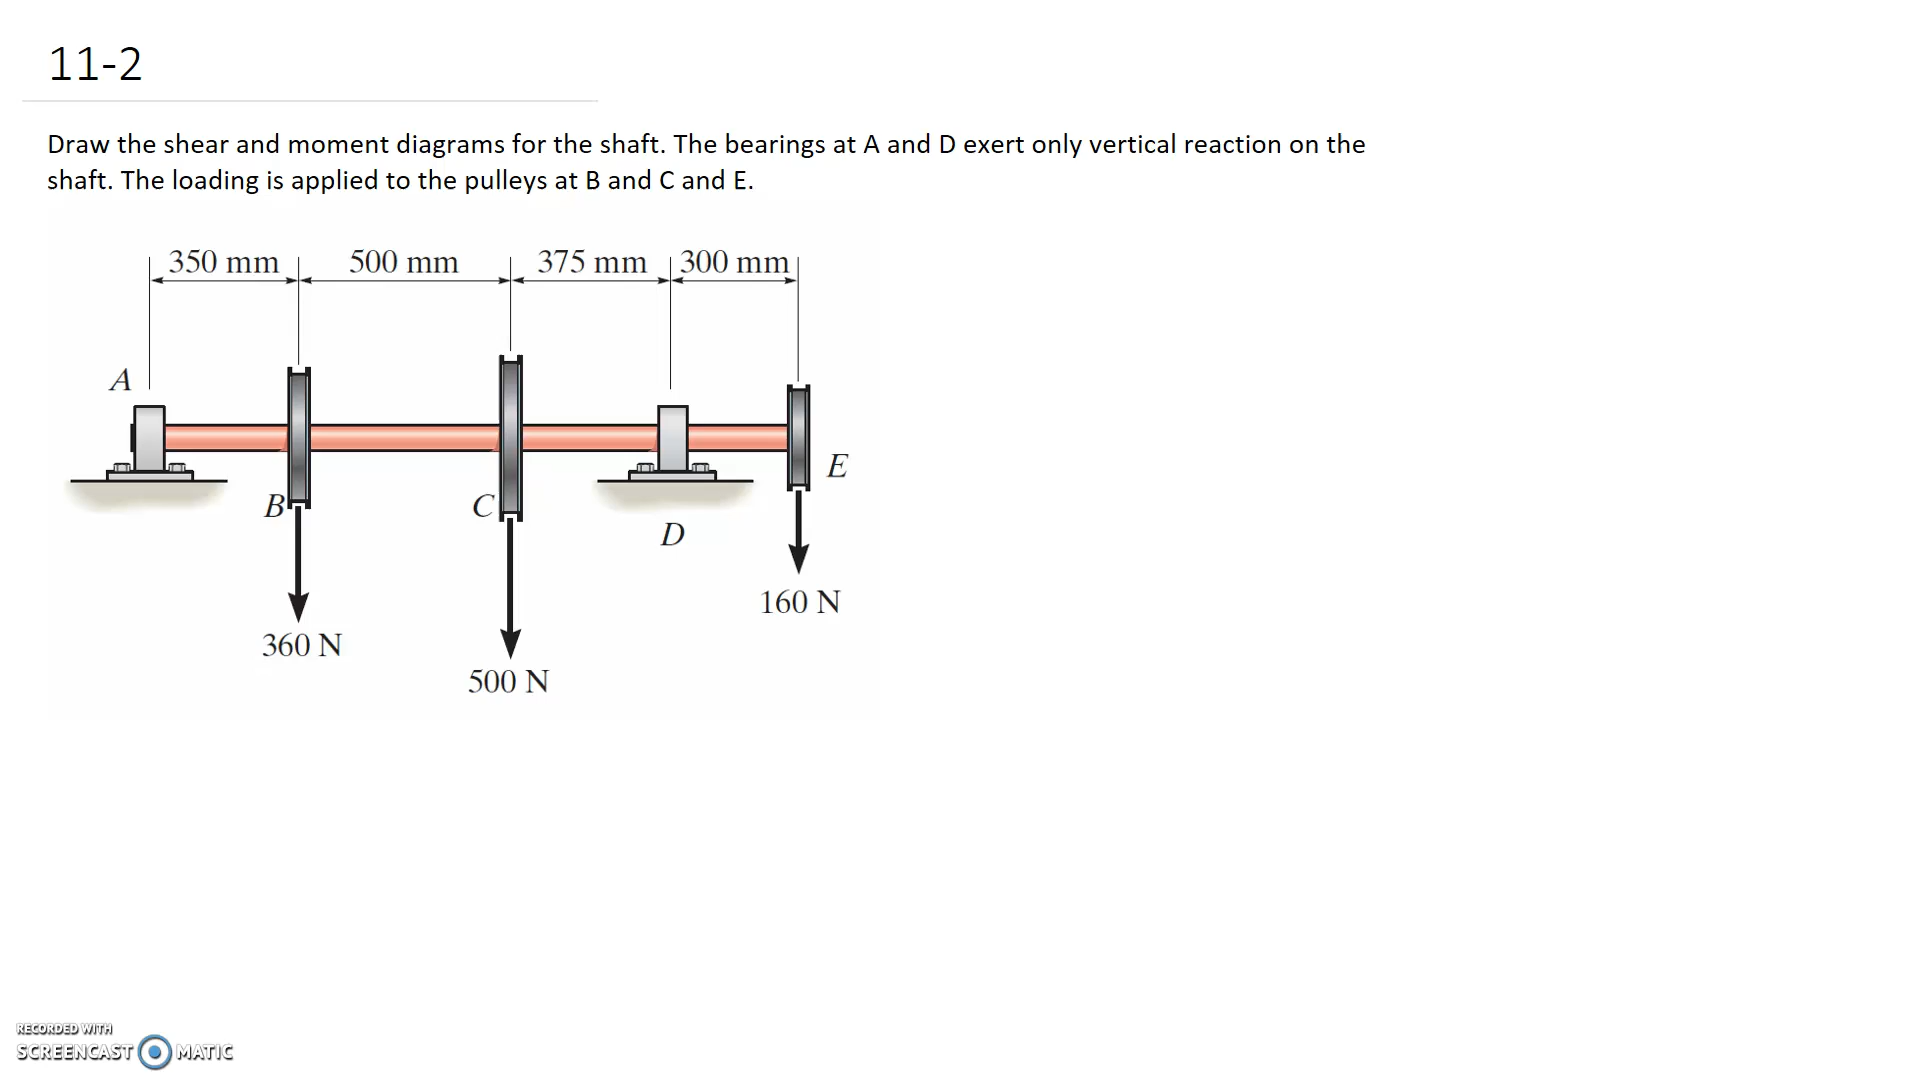 11-2
Draw the shear and moment diagrams for the shaft. The bearings at A and D exert only vertical reaction on the
shaft. The loading is applied to the pulleys at B and C and E.
350 mm 500 mm 375 mm 300 mm
A
E
B C
D
160 N
360 N
500 N
RECORDED WITH
SCREENCAST MATIC